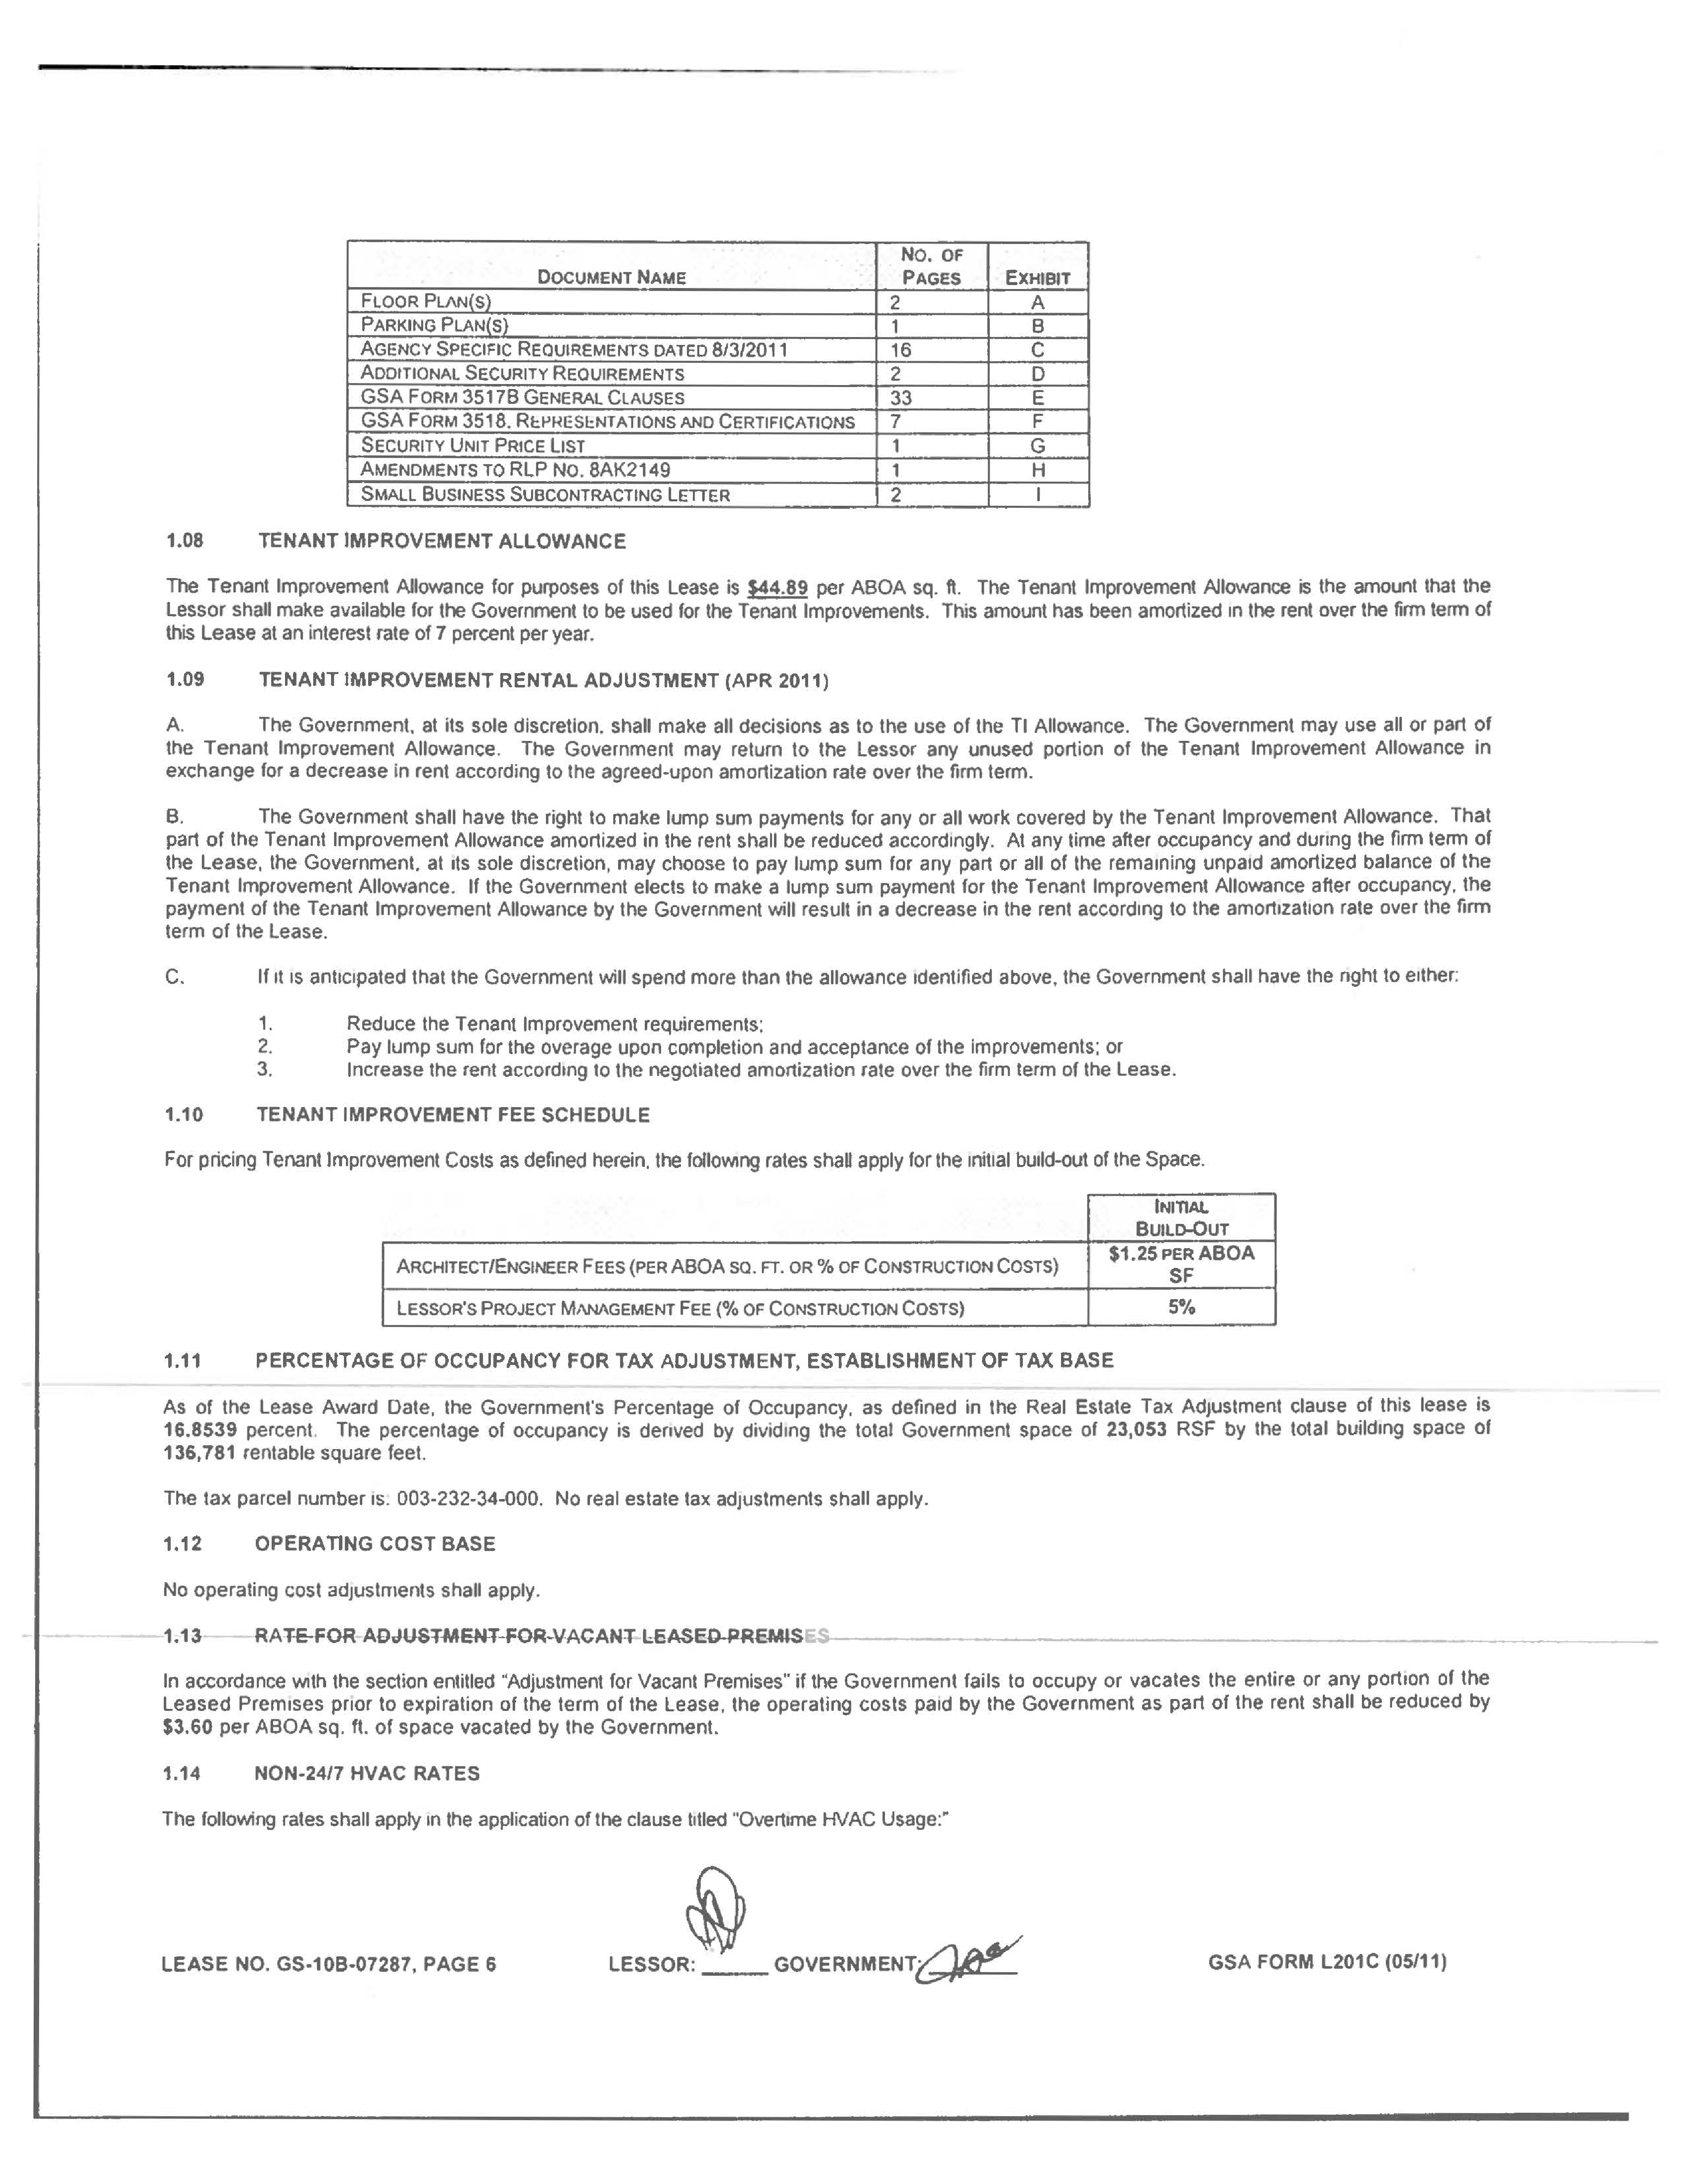 DOCUMENT NAME NO. OF PAGES EXHIBIT
FLOOR PLAN(S) 2 A
PARKING PLAN(S) 1 B
AGENCY SPECIFIC REQUIREMENTS DATED 8/3/2011 16 C
ADDITIONAL SECURITY REQUIREMENTS 2 D
GSA FORM 3517B GENERAL CLAUSES 33 E
GSA FORM 3518, REPRESENTATIONS AND CERTIFICATIONS 7 F
SECURITY UNIT PRICE LIST 1 G
AMENDMENTS TO RLP NO. 8AK2149 1 H
SMALL BUSINESS SUBCONTRACTING LETTER 2 I
1.08 TENANT IMPROVEMENT ALLOWANCE
The Tenant Improvement Allowance for purposes of this Lease is $44.89 per ABOA sq. ft. The Tenant Improvement Allowance is the amount that the
Lessor shall make available for the Government to be used for the Tenant Improvements. This amount has been amortized in the rent over the firm term of
this Lease at an interest rate of 7 percent per year.
1.09 TENANT IMPROVEMENT RENTAL ADJUSTMENT (APR 2011)
A. The Government, at its sole discretion, shall make all decisions as to the use of the TI Allowance. The Government may use all or part of
the Tenant Improvement Allowance. The Government may return to the Lessor any unused portion of the Tenant Improvement Allowance in
exchange for a decrease in rent according to the agreed-upon amortization rate over the firm term.
B. The Government shall have the right to make lump sum payments for any or all work covered by the Tenant Improvement Allowance. That
part of the Tenant Improvement Allowance amortized in the rent shall be reduced accordingly. At any time after occupancy and during the firm term of
the Lease, the Government, at its sole discretion, may choose to pay lump sum for any part or all of the remaining unpaid amortized balance of the
Tenant Improvement Allowance. If the Government elects to make a lump sum payment for the Tenant Improvement Allowance after occupancy, the
payment of the Tenant Improvement Allowance by the Government will result in a decrease in the rent according to the amortization rate over the firm
term of the Lease.
C. If it is anticipated that the Government will spend more than the allowance identified above, the Government shall have the right to either:
1. Reduce the Tenant Improvement requirements;
2. Pay lump sum for the overage upon completion and acceptance of the improvements; or
3. Increase the rent according to the negotiated amortization rate over the firm term of the Lease.
1.10 TENANT IMPROVEMENT FEE SCHEDULE
For pricing Tenant Improvement Costs as defined herein, the following rates shall apply for the initial build-out of the Space.
INITIAL
BUILD-OUT
ARCHITECT/ENGINEER FEES (PER ABOA SQ. FT. OR % OF CONSTRUCTION COSTS) $1.25 PER ABOA SF
LESSOR'S PROJECT MANAGEMENT FEE (% OF CONSTRUCTION COSTS) 5%
1.11 PERCENTAGE OF OCCUPANCY FOR TAX ADJUSTMENT, ESTABLISHMENT OF TAX BASE
As of the Lease Award Date, the Government's Percentage of Occupancy, as defined in the Real Estate Tax Adjustment clause of this lease is
16.8539 percent. The percentage of occupancy is derived by dividing the total Government space of 23,053 RSF by the total building space of
136,781 rentable square feet.
The tax parcel number is: 003-232-34-000. No real estate tax adjustments shall apply.
1.12 OPERATING COST BASE
No operating cost adjustments shall apply.
1.13 RATE FOR ADJUSTMENT FOR VACANT LEASED PREMISES
In accordance with the section entitled "Adjustment for Vacant Premises" if the Government fails to occupy or vacates the entire or any portion of the
Leased Premises prior to expiration of the term of the Lease, the operating costs paid by the Government as part of the rent shall be reduced by
$3.60 per ABOA sq. ft. of space vacated by the Government.
1.14 NON-24/7 HVAC RATES
The following rates shall apply in the application of the clause titled "Overtime HVAC Usage:"
LEASE NO. GS-10B-07287, PAGE 6 LESSOR: GOVERNMENT: GSA FORM L201C (05/11)